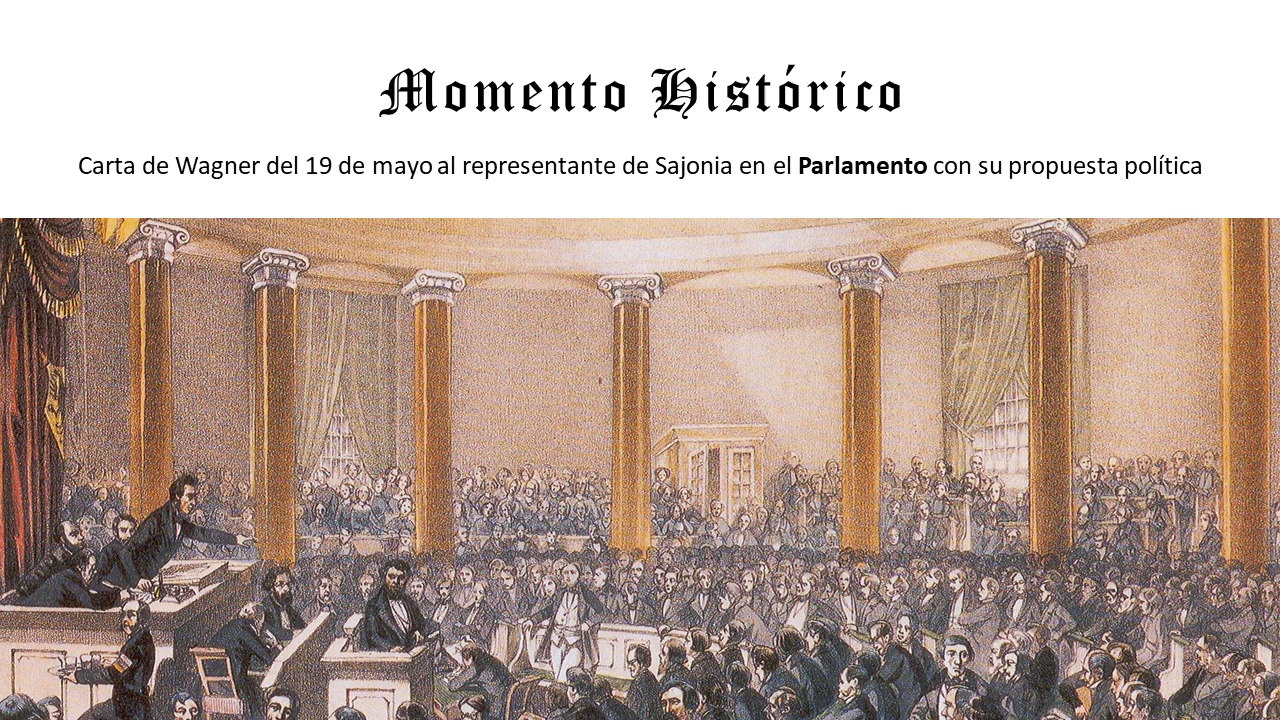 Momento Histórico
Carta de Wagner del 19 de mayo al representante de Sajonia en el Parlamento con su propuesta política